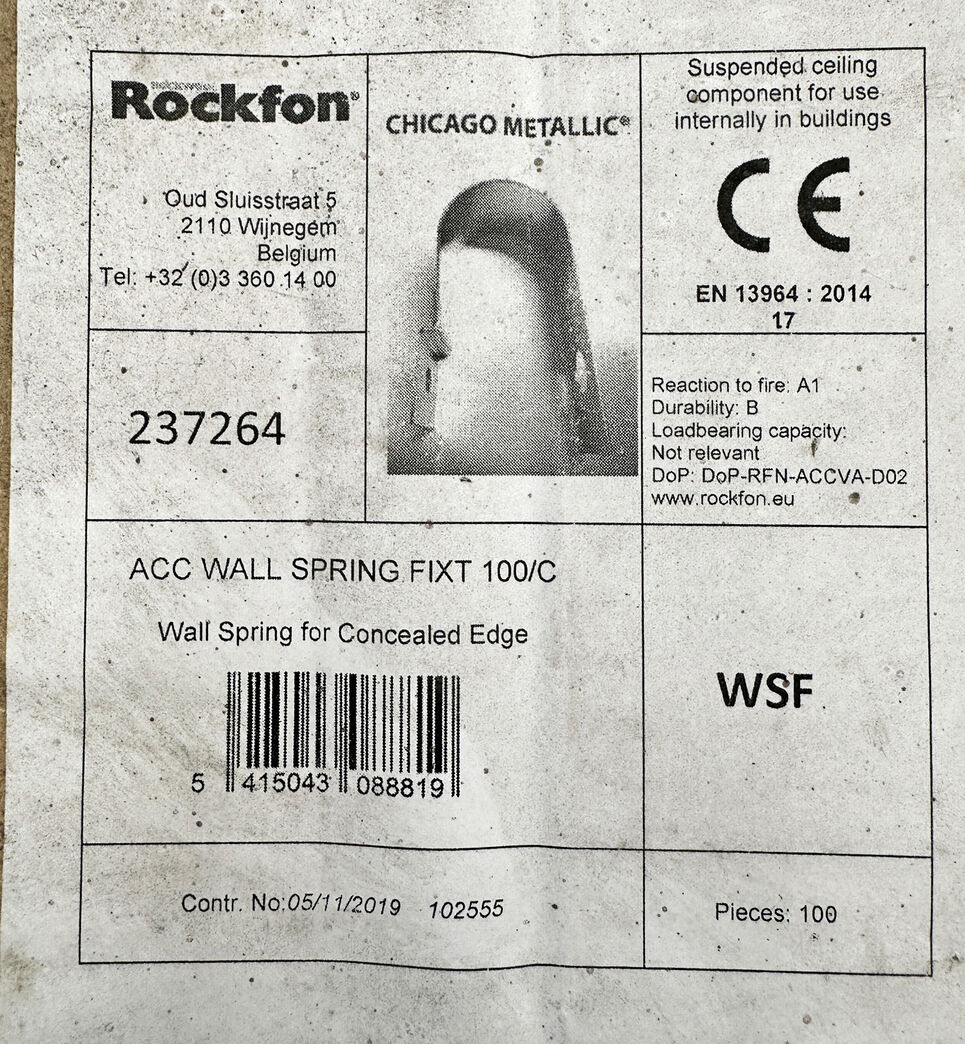 Rockfon®
Oud Sluisstraat 5
2110 Wijnegem
Belgium
Tel: +32 (0)3 360 14 00
CHICAGO METALLIC®
Suspended ceiling
component for use
internally in buildings
CE
EN 13964 : 2014
17
237264
Reaction to fire: A1
Durability: B
Loadbearing capacity:
Not relevant
DoP: DoP-RFN-ACCVA-D02
www.rockfon.eu
ACC WALL SPRING FIXT 100/C
Wall Spring for Concealed Edge
5 415043 088819
WSF
Contr. No:05/11/2019 102555
Pieces: 100